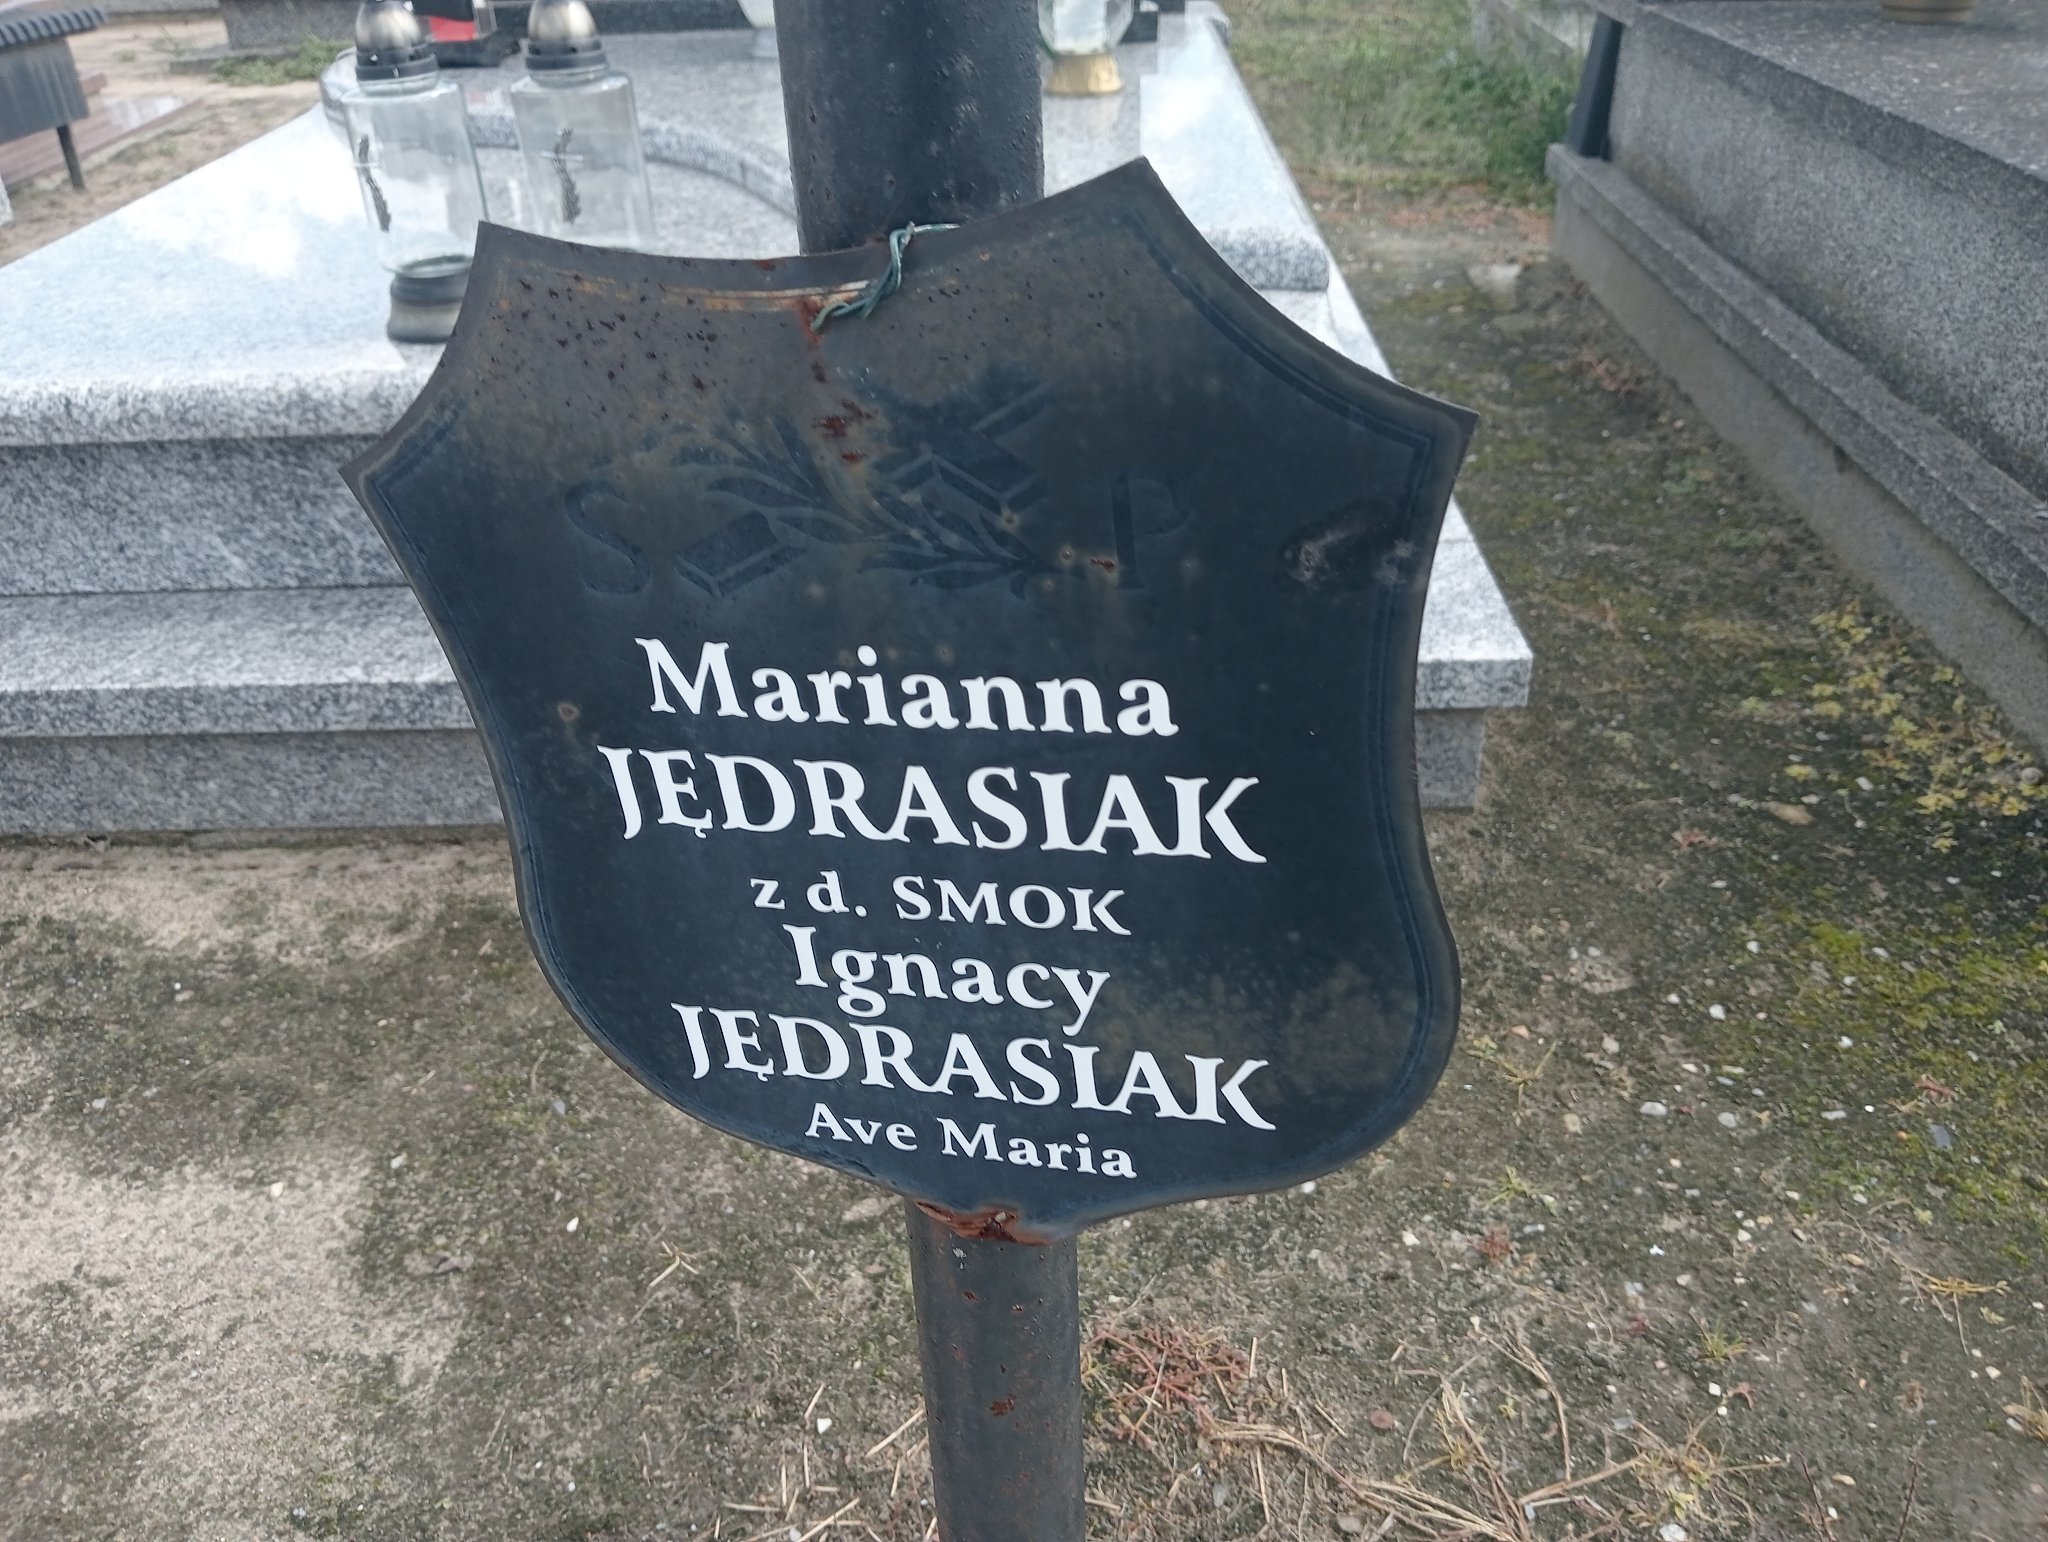 S P
Marianna
JĘDRASIAK
z d. SMOK
Ignacy
JĘDRASIAK
Ave Maria